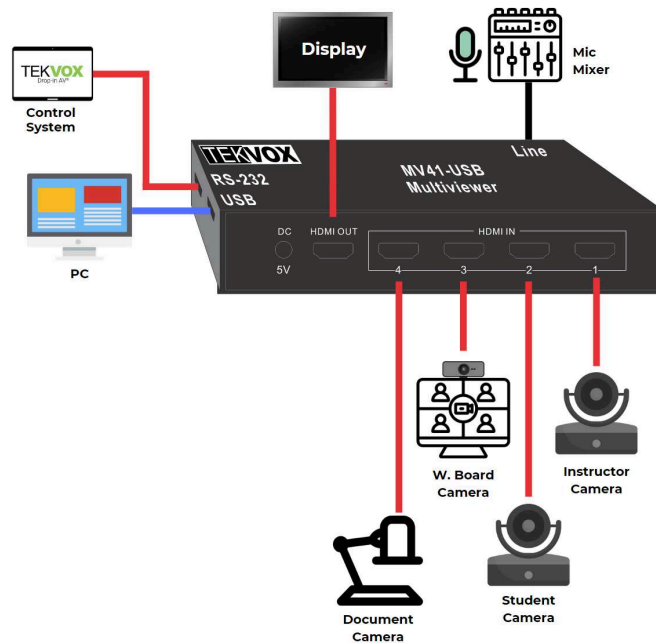 Display
Mic
Mixer
TEKVOX
Drop-in AV®
Control
System
TEKVOX
RS-232
USB
MV41-USB
Multiviewer
Line
PC
DC
5V
HDMI OUT
HDMI IN
4
3
2
1
W. Board
Camera
Instructor
Camera
Document
Camera
Student
Camera